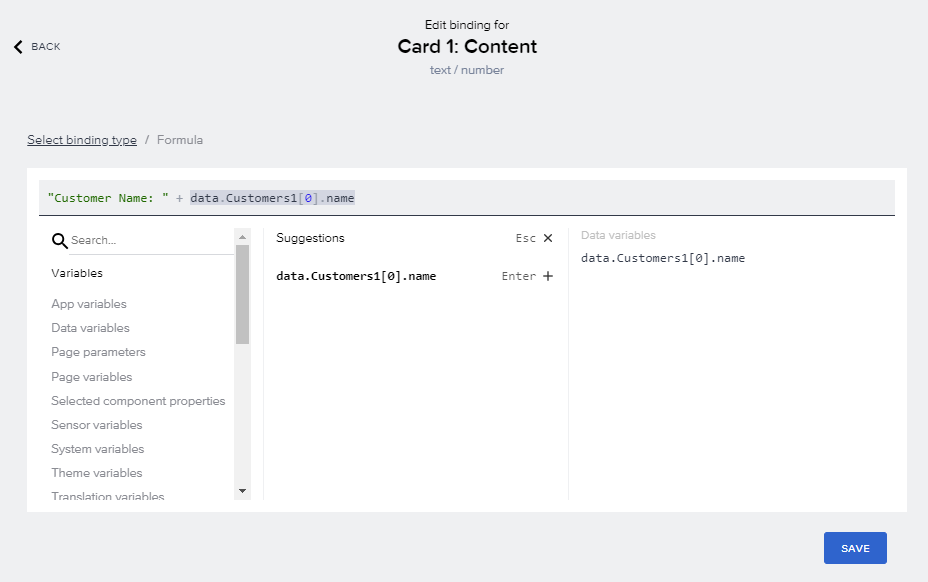 Edit binding for
BACK
Card 1: Content
text / number
Select binding type / Formula
"Customer Name: " + data.Customers1[0].name
Search...
Variables
App variables
Data variables
Page parameters
Page variables
Selected component properties
Sensor variables
System variables
Theme variables
Translation variables
Suggestions Esc ×
data.Customers1[0].name Enter +
Data variables
data.Customers1[0].name
SAVE